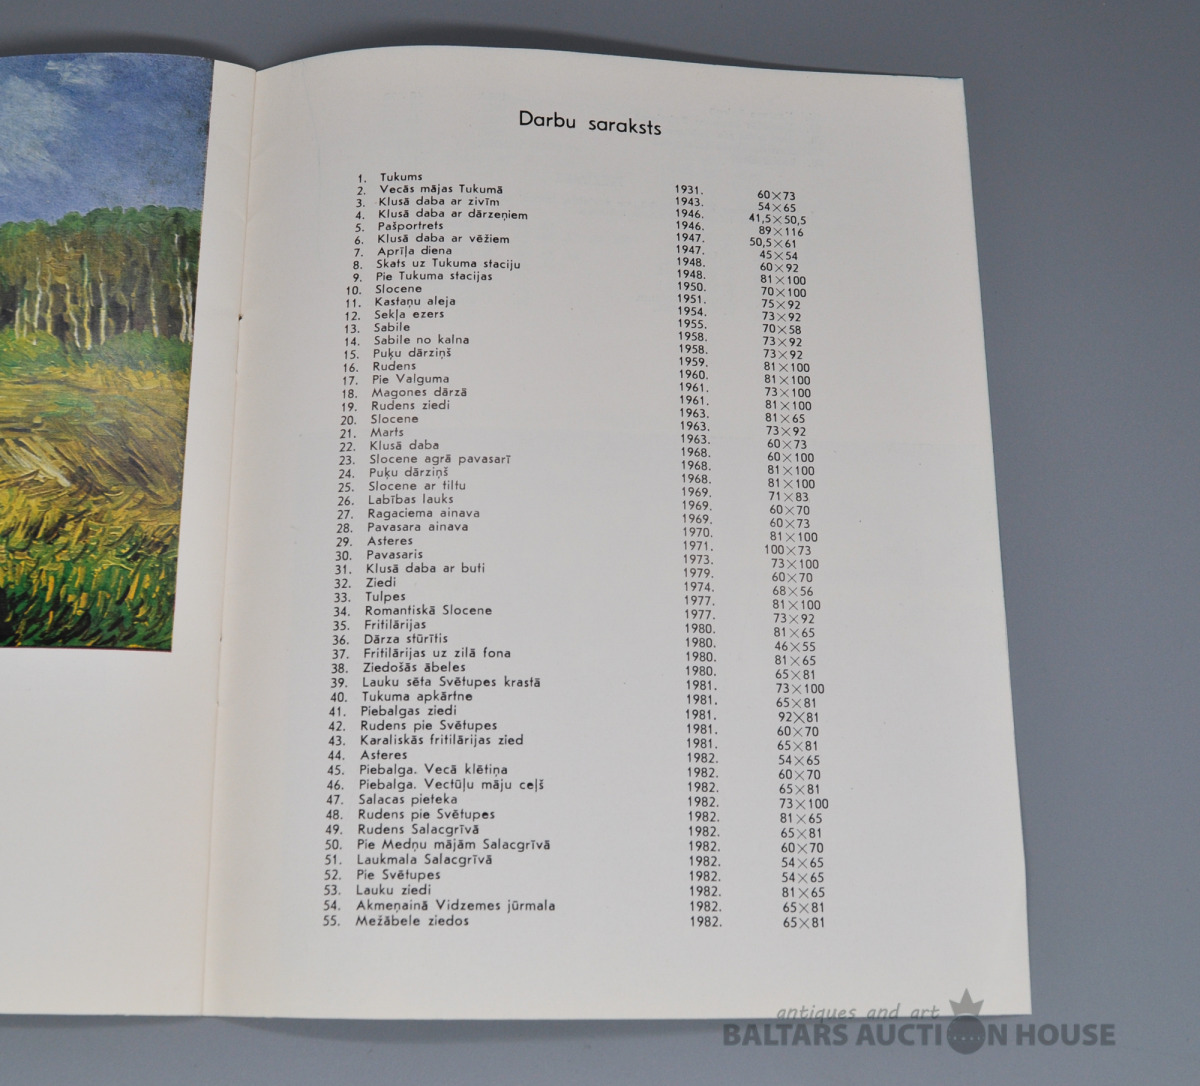 Darbu saraksts
1. Tukums 1931. 60×73
2. Vecās mājas Tukumā 1943. 54×65
3. Klusā daba ar zivīm 1946. 41,5×50,5
4. Klusā daba ar dārzeņiem 1946. 89×116
5. Pašportrets 1947. 50,5×61
6. Klusā daba ar vēžiem 1947. 45×54
7. Aprīļa diena 1948. 60×92
8. Skats uz Tukuma staciju 1948. 81×100
9. Pie Tukuma stacijas 1950. 70×100
10. Slocene 1951. 75×92
11. Kastaņu aleja 1954. 73×92
12. Sekļa ezers 1955. 70×58
13. Sabile 1958. 73×92
14. Sabile no kalna 1958. 73×92
15. Puķu dārziņš 1959. 81×100
16. Rudens 1960. 81×100
17. Pie Valguma 1961. 73×100
18. Magones dārzā 1961. 81×100
19. Rudens ziedi 1963. 81×65
20. Slocene 1963. 73×92
21. Marts 1963. 60×73
22. Klusā daba 1968. 60×100
23. Slocene agrā pavasarī 1968. 81×100
24. Puķu dārziņš 1968. 81×100
25. Slocene ar tiltu 1969. 71×83
26. Labības lauks 1969. 60×70
27. Ragaciema ainava 1969. 60×73
28. Pavasara ainava 1970. 81×100
29. Asteres 1971. 100×73
30. Pavasaris 1973. 73×100
31. Klusā daba ar buti 1979. 60×70
32. Ziedi 1974. 68×56
33. Tulpes 1977. 81×100
34. Romantiskā Slocene 1977. 73×92
35. Fritilārijas 1980. 81×65
36. Dārza stūrītis 1980. 46×55
37. Fritilārijas uz zilā fona 1980. 81×65
38. Ziedošās ābeles 1980. 65×81
39. Lauku sēta Svētupes krastā 1981. 73×100
40. Tukuma apkārtne 1981. 65×81
41. Piebalgas ziedi 1981. 92×81
42. Rudens pie Svētupes 1981. 60×70
43. Karaliskās fritilārijas zied 1981. 65×81
44. Asteres 1982. 54×65
45. Piebalga. Vecā klētiņa 1982. 60×70
46. Piebalga. Vectūļu māju ceļš 1982. 65×81
47. Salacas pieteka 1982. 73×100
48. Rudens pie Svētupes 1982. 81×65
49. Rudens Salacgrīvā 1982. 65×81
50. Pie Medņu mājām Salacgrīvā 1982. 60×70
51. Laukmala Salacgrīvā 1982. 54×65
52. Pie Svētupes 1982. 54×65
53. Lauku ziedi 1982. 81×65
54. Akmeņainā Vidzemes jūrmala 1982. 65×81
55. Mežābele ziedos 1982. 65×81
antiques and art
BALTARS AUCTION HOUSE